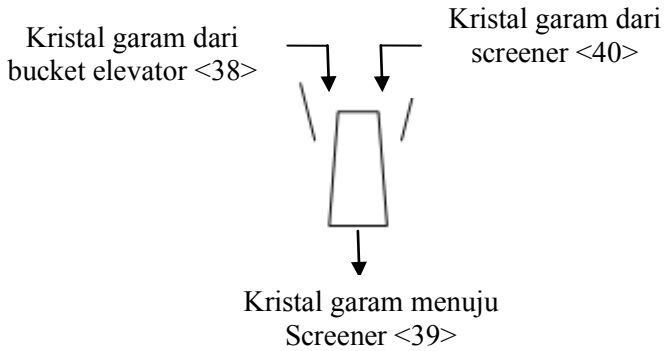 Kristal garam dari
bucket elevator <38>
Kristal garam dari
screener <40>
Kristal garam menuju
Screener <39>